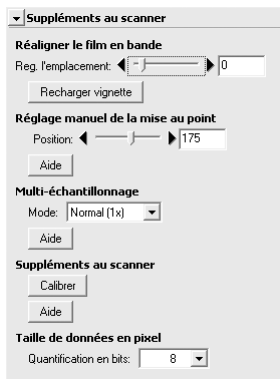 Suppléments au scanner
Réaligner le film en bande
Reg. l'emplacement: 0
Recharger vignette
Réglage manuel de la mise au point
Position: 175
Aide
Multi-échantillonnage
Mode: Normal (1x)
Aide
Suppléments au scanner
Calibrer
Aide
Taille de données en pixel
Quantification en bits: 8